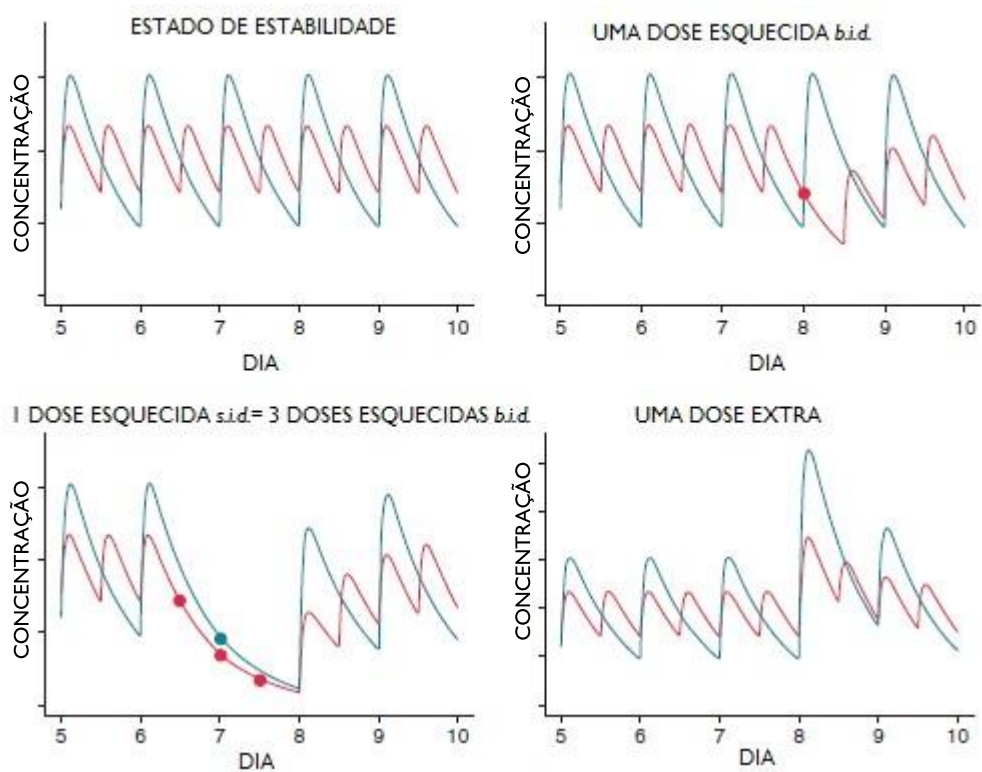 ESTADO DE ESTABILIDADE
CONCENTRAÇÃO
5 6 7 8 9 10
DIA
UMA DOSE ESQUECIDA b.i.d.
CONCENTRAÇÃO
5 6 7 8 9 10
DIA
1 DOSE ESQUECIDA s.i.d.= 3 DOSES ESQUECIDAS b.i.d.
CONCENTRAÇÃO
5 6 7 8 9 10
DIA
UMA DOSE EXTRA
CONCENTRAÇÃO
5 6 7 8 9 10
DIA